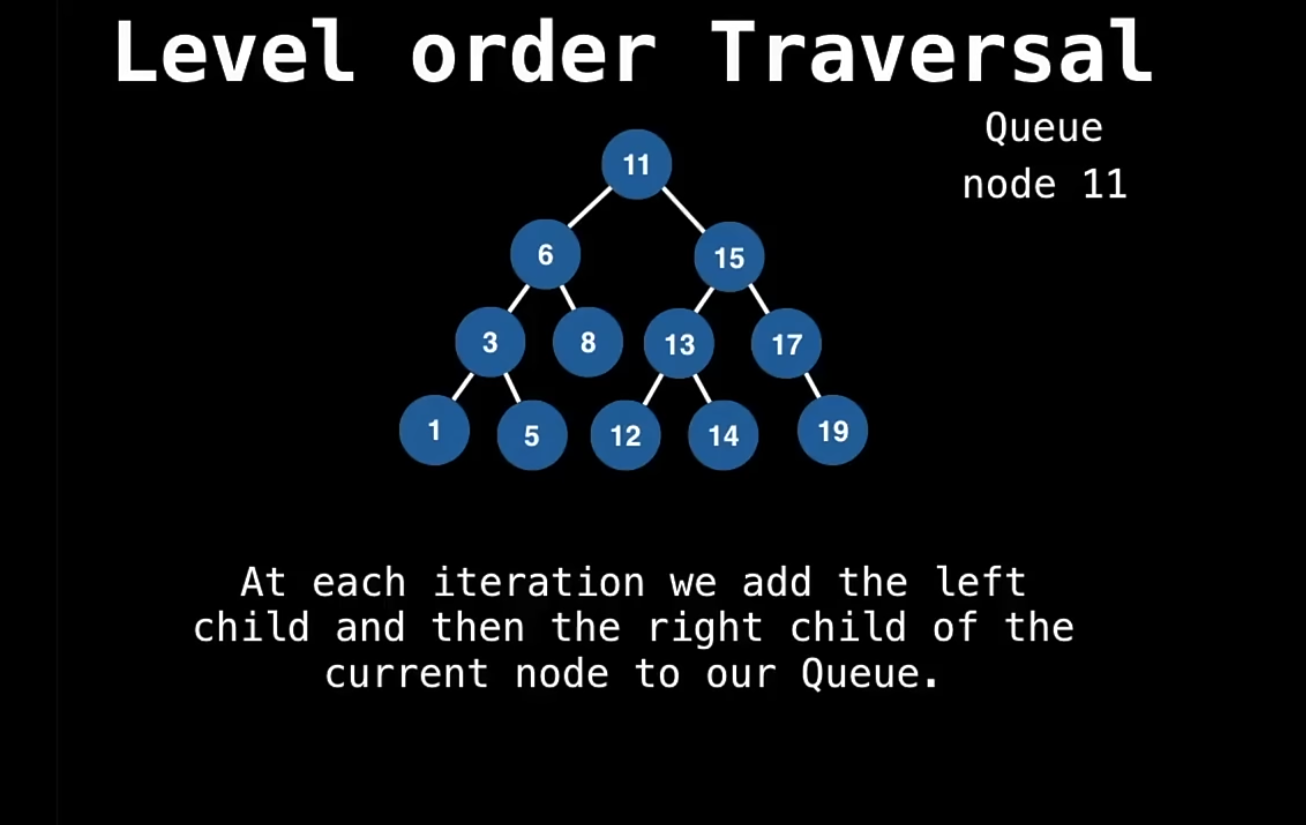 Level order Traversal
Queue
node 11
11
6
15
3
8
13
17
1
5
12
14
19
At each iteration we add the left
child and then the right child of the
current node to our Queue.